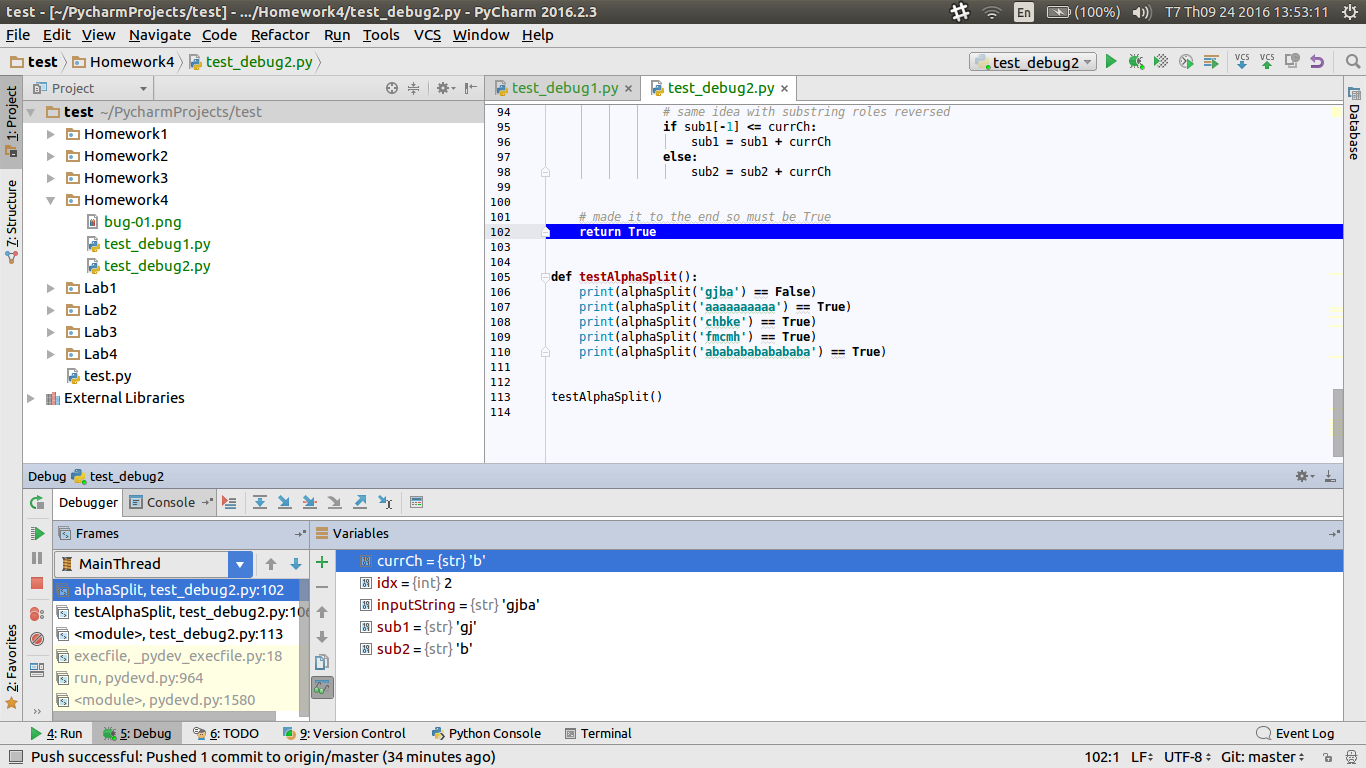 test - [~/PycharmProjects/test] - .../Homework4/test_debug2.py - PyCharm 2016.2.3
En (100%) T7 Th09 24 2016 13:53:11
File Edit View Navigate Code Refactor Run Tools VCS Window Help
test Homework4 test_debug2.py
test_debug2 VCS VCS
1: Project
7: Structure
2: Favorites
Project
test ~/PycharmProjects/test
Homework1
Homework2
Homework3
Homework4
bug-01.png
test_debug1.py
test_debug2.py
Lab1
Lab2
Lab3
Lab4
test.py
External Libraries
test_debug1.py × test_debug2.py ×
94 # same idea with substring roles reversed
95 if sub1[-1] <= currCh:
96 sub1 = sub1 + currCh
97 else:
98 sub2 = sub2 + currCh
99
100
101 # made it to the end so must be True
102 return True
103
104
105 def testAlphaSplit():
106 print(alphaSplit('gjba') == False)
107 print(alphaSplit('aaaaaaaaaa') == True)
108 print(alphaSplit('chbke') == True)
109 print(alphaSplit('fmcmh') == True)
110 print(alphaSplit('abababababababa') == True)
111
112
113 testAlphaSplit()
114
Database
Debug test_debug2
Debugger Console
Frames
MainThread
alphaSplit, test_debug2.py:102
testAlphaSplit, test_debug2.py:10
<module>, test_debug2.py:113
execfile, _pydev_execfile.py:18
run, pydevd.py:964
<module>, pydevd.py:1580
Variables
currCh = {str} 'b'
idx = {int} 2
inputString = {str} 'gjba'
sub1 = {str} 'gj'
sub2 = {str} 'b'
4: Run 5: Debug 6: TODO 9: Version Control Python Console Terminal Event Log
Push successful: Pushed 1 commit to origin/master (34 minutes ago) 102:1 LF UTF-8 Git: master